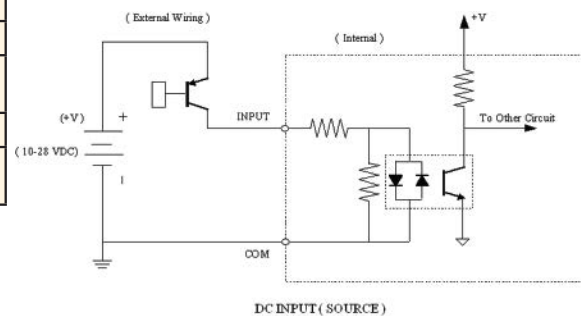 ( External Wiring )
+V
( Internal )
(+V)
+
INPUT
To Other Circuit
( 10-28 VDC)
-
COM
DC INPUT ( SOURCE )